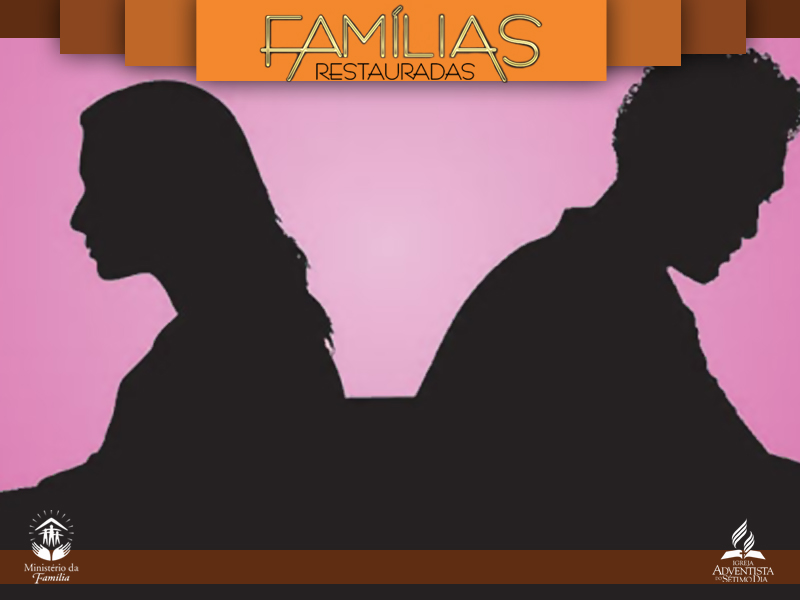 FAMÍLIAS
RESTAURADAS
Ministério da
Família
IGREJA
ADVENTISTA
DO SÉTIMO DIA